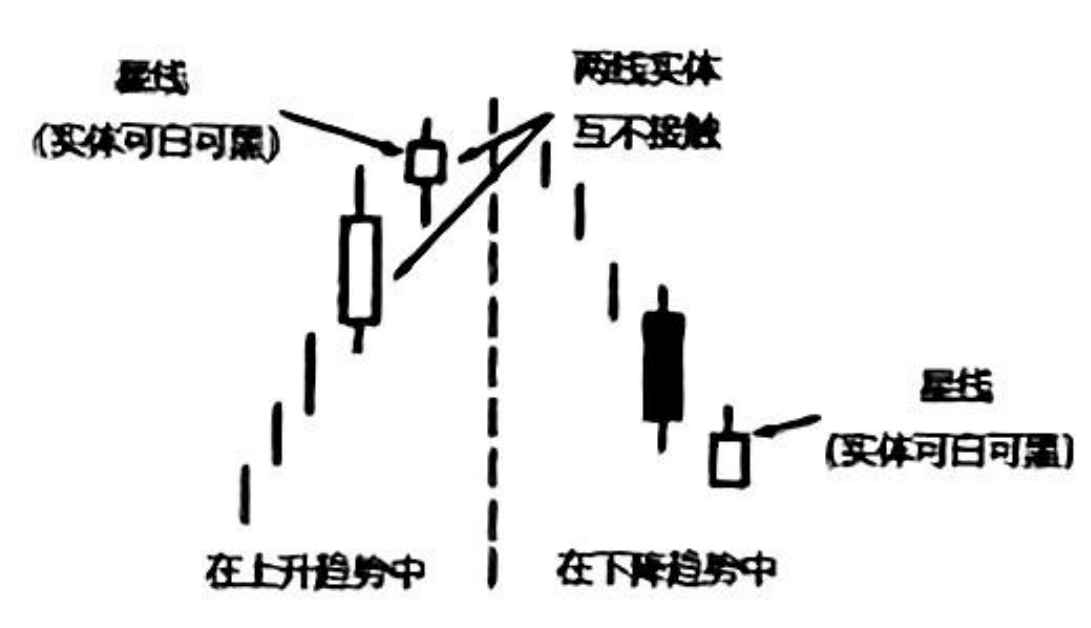 星线
(实体可白可黑)
两线实体
互不接触
星线
(实体可白可黑)
在上升趋势中
在下降趋势中